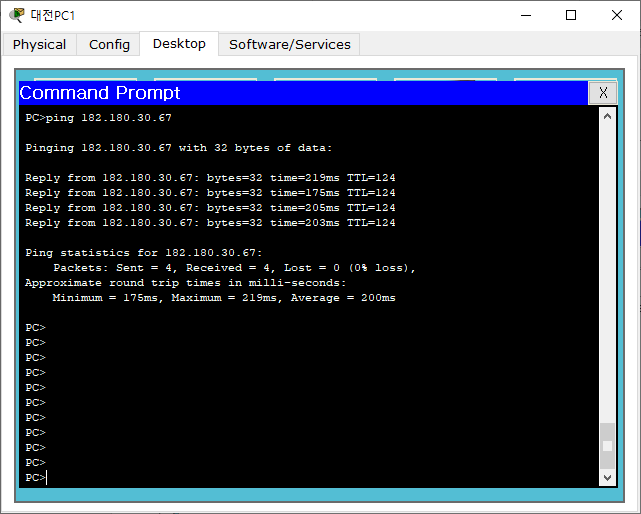 대전PC1
Physical Config Desktop Software/Services
Command Prompt X
PC>ping 182.180.30.67
Pinging 182.180.30.67 with 32 bytes of data:
Reply from 182.180.30.67: bytes=32 time=219ms TTL=124
Reply from 182.180.30.67: bytes=32 time=175ms TTL=124
Reply from 182.180.30.67: bytes=32 time=205ms TTL=124
Reply from 182.180.30.67: bytes=32 time=203ms TTL=124
Ping statistics for 182.180.30.67:
Packets: Sent = 4, Received = 4, Lost = 0 (0% loss),
Approximate round trip times in milli-seconds:
Minimum = 175ms, Maximum = 219ms, Average = 200ms
PC>
PC>
PC>
PC>
PC>
PC>
PC>
PC>
PC>
PC>
PC>